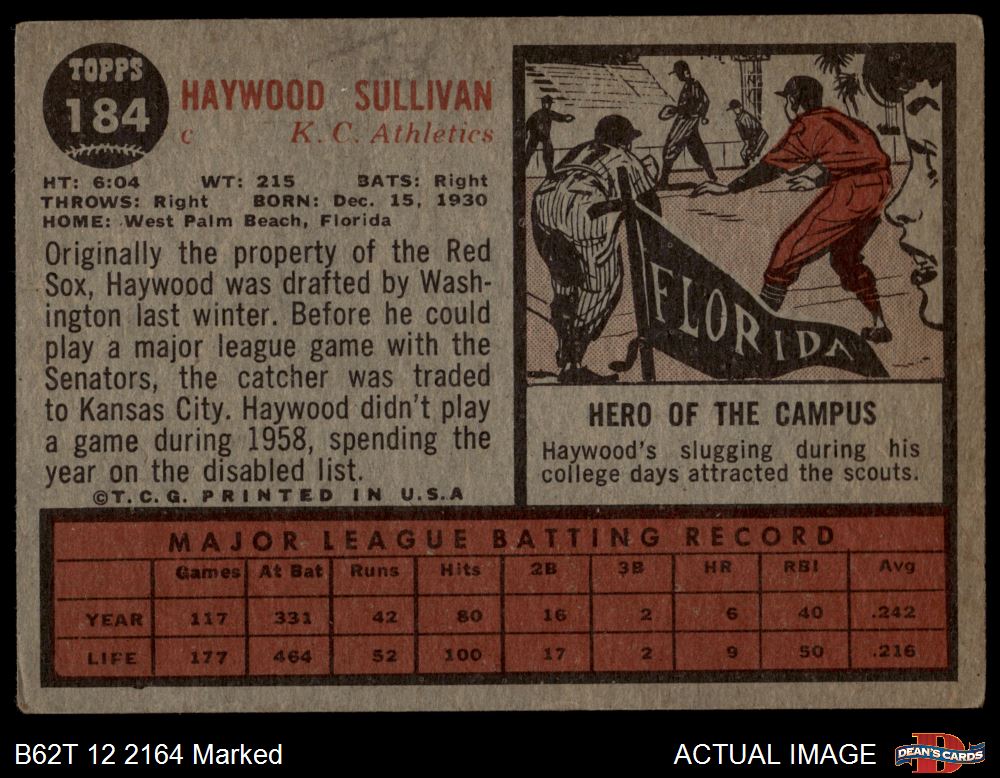 TOPPS
184
HAYWOOD SULLIVAN
c K. C. Athletics
HT: 6:04 WT: 215 BATS: Right
THROWS: Right BORN: Dec. 15, 1930
HOME: West Palm Beach, Florida
Originally the property of the Red
Sox, Haywood was drafted by Wash-
ington last winter. Before he could
play a major league game with the
Senators, the catcher was traded
to Kansas City. Haywood didn't play
a game during 1958, spending the
year on the disabled list.
©T.C.G. PRINTED IN U.S.A
FLORIDA
HERO OF THE CAMPUS
Haywood's slugging during his
college days attracted the scouts.
MAJOR LEAGUE BATTING RECORD
Games At Bat Runs Hits 2B 3B HR RBI Avg
YEAR 117 331 42 80 16 2 6 40 .242
LIFE 177 464 52 100 17 2 9 50 .216
B62T 12 2164 Marked
ACTUAL IMAGE
DEAN'S CARDS